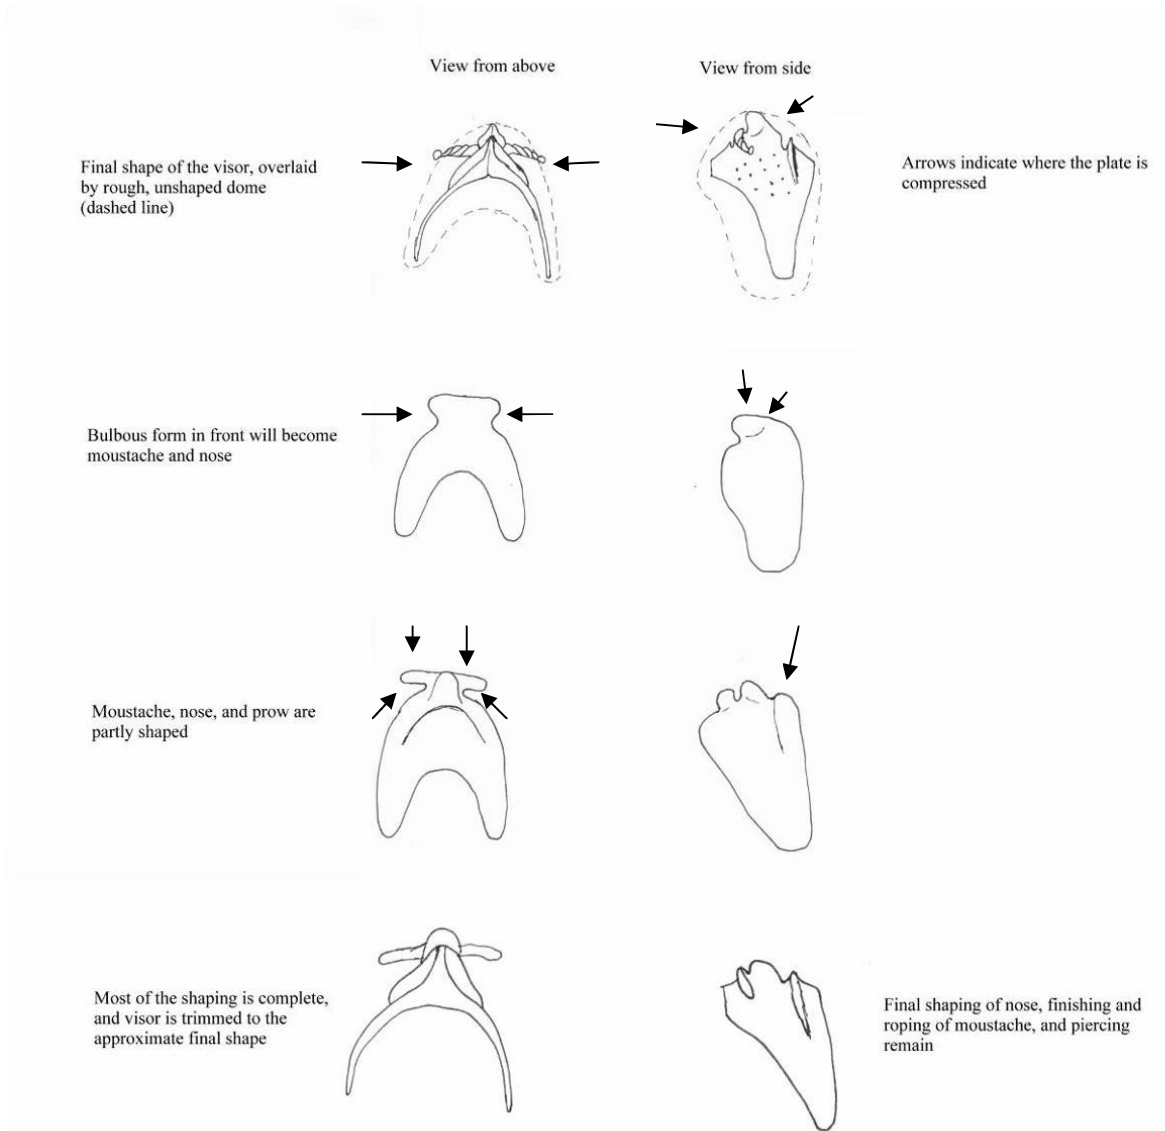 View from above
View from side
Final shape of the visor, overlaid
by rough, unshaped dome
(dashed line)
Arrows indicate where the plate is
compressed
Bulbous form in front will become
moustache and nose
Moustache, nose, and prow are
partly shaped
Most of the shaping is complete,
and visor is trimmed to the
approximate final shape
Final shaping of nose, finishing and
roping of moustache, and piercing
remain